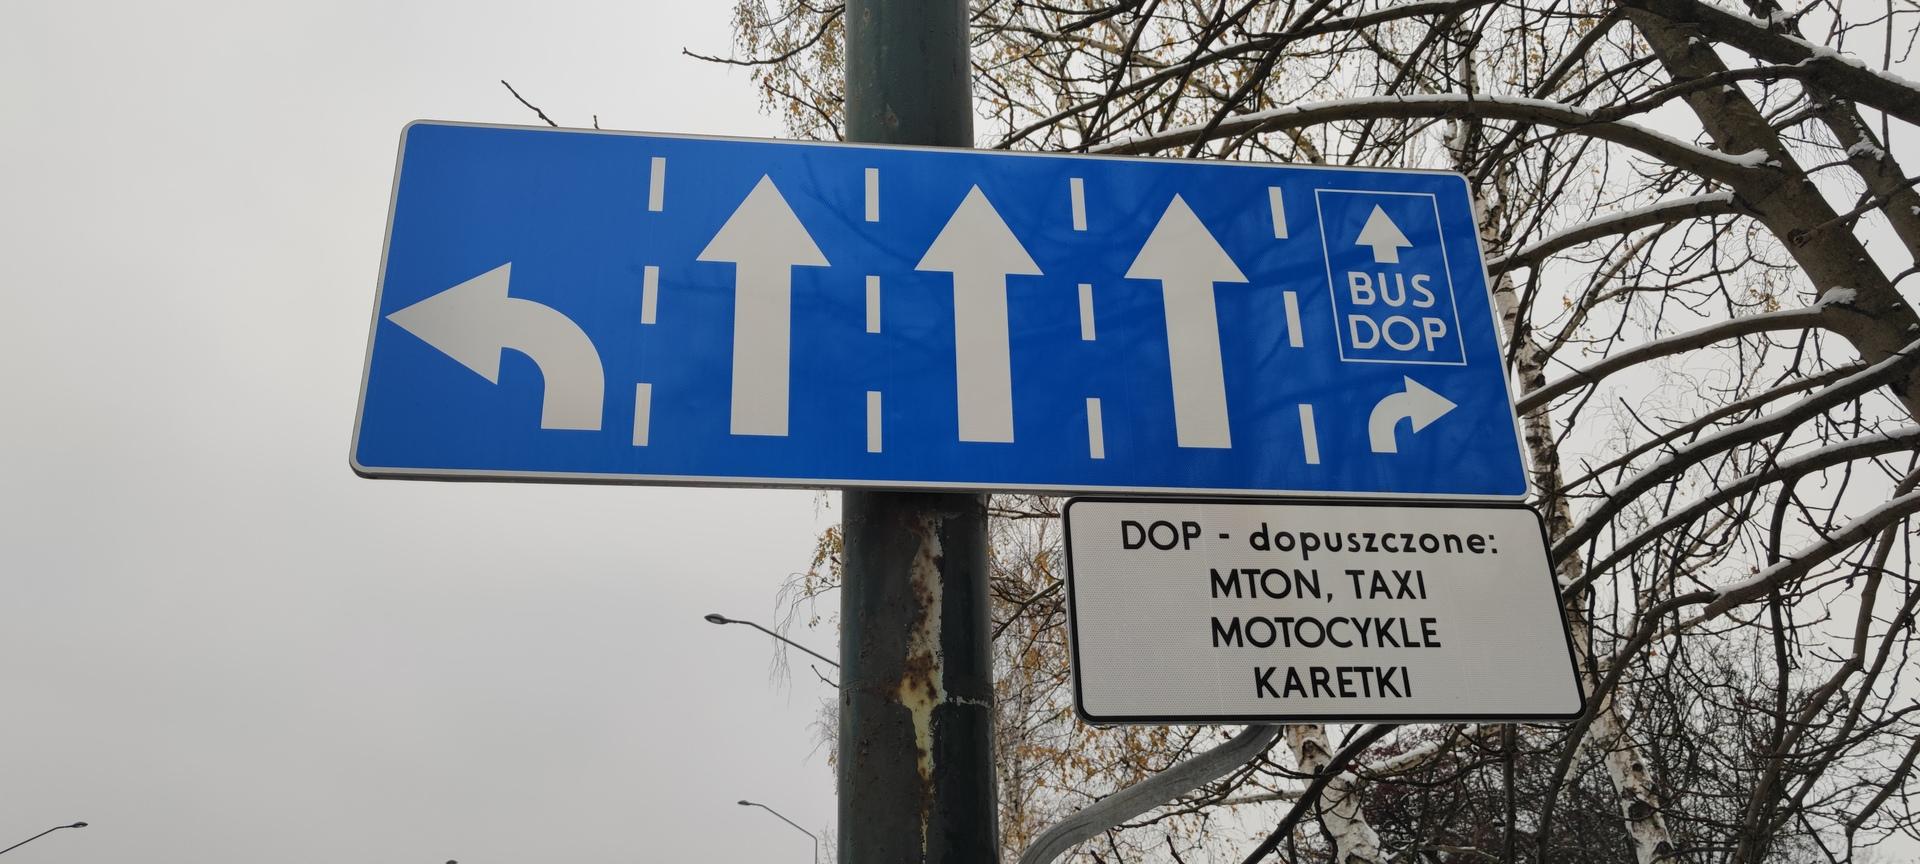 BUS
DOP
DOP - dopuszczone:
MTON, TAXI
MOTOCYKLE
KARETKI